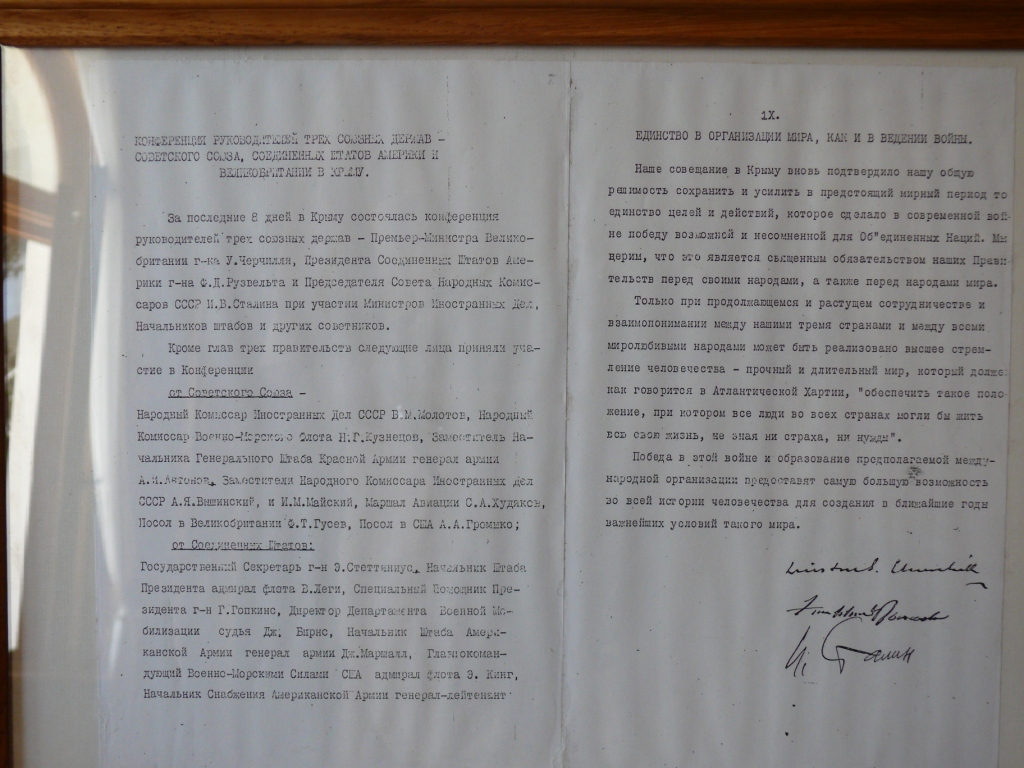 КОНФЕРЕНЦИЯ РУКОВОДИТЕЛЕЙ ТРЕХ СОЮЗНЫХ ДЕРЖАВ -
СОВЕТСКОГО СОЮЗА, СОЕДИНЕННЫХ ШТАТОВ АМЕРИКИ И
ВЕЛИКОБРИТАНИИ В КРЫМУ.
За последние 8 дней в Крыму состоялась конференция
руководителей трех союзных держав - Премьер-Министра Велико-
британии г-на У.Черчилля, Президента Соединенных Штатов Аме-
рики г-на Ф.Д.Рузвельта и Председателя Совета Народных Комис-
саров СССР И.В.Сталина при участии Министров Иностранных Дел,
Начальников штабов и других советников.
Кроме глав трех правительств следующие лица приняли уча-
стие в Конференции
от Советского Союза -
Народный Комиссар Иностранных Дел СССР В.М.Молотов, Народный
Комиссар Военно-Морского Флота Н.Г.Кузнецов, Заместитель На-
чальника Генерального Штаба Красной Армии генерал армии
А.И.Антонов, Заместители Народного Комиссара Иностранных дел
СССР А.Я.Вышинский, и И.М.Майский, Маршал Авиации С.А.Худяков,
Посол в Великобритании Ф.Т.Гусев, Посол в США А.А.Громыко;
от Соединенных Штатов:
Государственный Секретарь г-н Э.Стеттиниус, Начальник Штаба
Президента адмирал флота В.Леги, Специальный Помощник Пре-
зидента г-н Г.Гопкинс, Директор Департамента Военной Мо-
билизации судья Дж. Бирнс, Начальник Штаба Амери-
канской Армии генерал армии Дж.Маршалл, Главнокоман-
дующий Военно-Морскими Силами США адмирал флота Э. Кинг,
Начальник Снабжения Американской Армии генерал-лейтенант
1X.
ЕДИНСТВО В ОРГАНИЗАЦИИ МИРА, КАК И В ВЕДЕНИИ ВОЙНЫ.
Наше совещание в Крыму вновь подтвердило нашу общую
решимость сохранить и усилить в предстоящий мирный период то
единство целей и действий, которое сделало в современной вой-
не победу возможной и несомненной для Об"единенных Наций. Мы
верим, что это является священным обязательством наших Прави-
тельств перед своими народами, а также перед народами мира.
Только при продолжающемся и растущем сотрудничестве и
взаимопонимании между нашими тремя странами и между всеми
миролюбивыми народами может быть реализовано высшее стрем-
ление человечества - прочный и длительный мир, который должен
как говорится в Атлантической Хартии, "обеспечить такое поло-
жение, при котором все люди во всех странах могли бы жить
всю свою жизнь, не зная ни страха, ни нужды".
Победа в этой войне и образование предполагаемой между-
народной организации предоставят самую большую возможность
во всей истории человечества для создания в ближайшие годы
важнейших условий такого мира.
Winston S. Churchill
Franklin D Roosevelt
И. Сталин